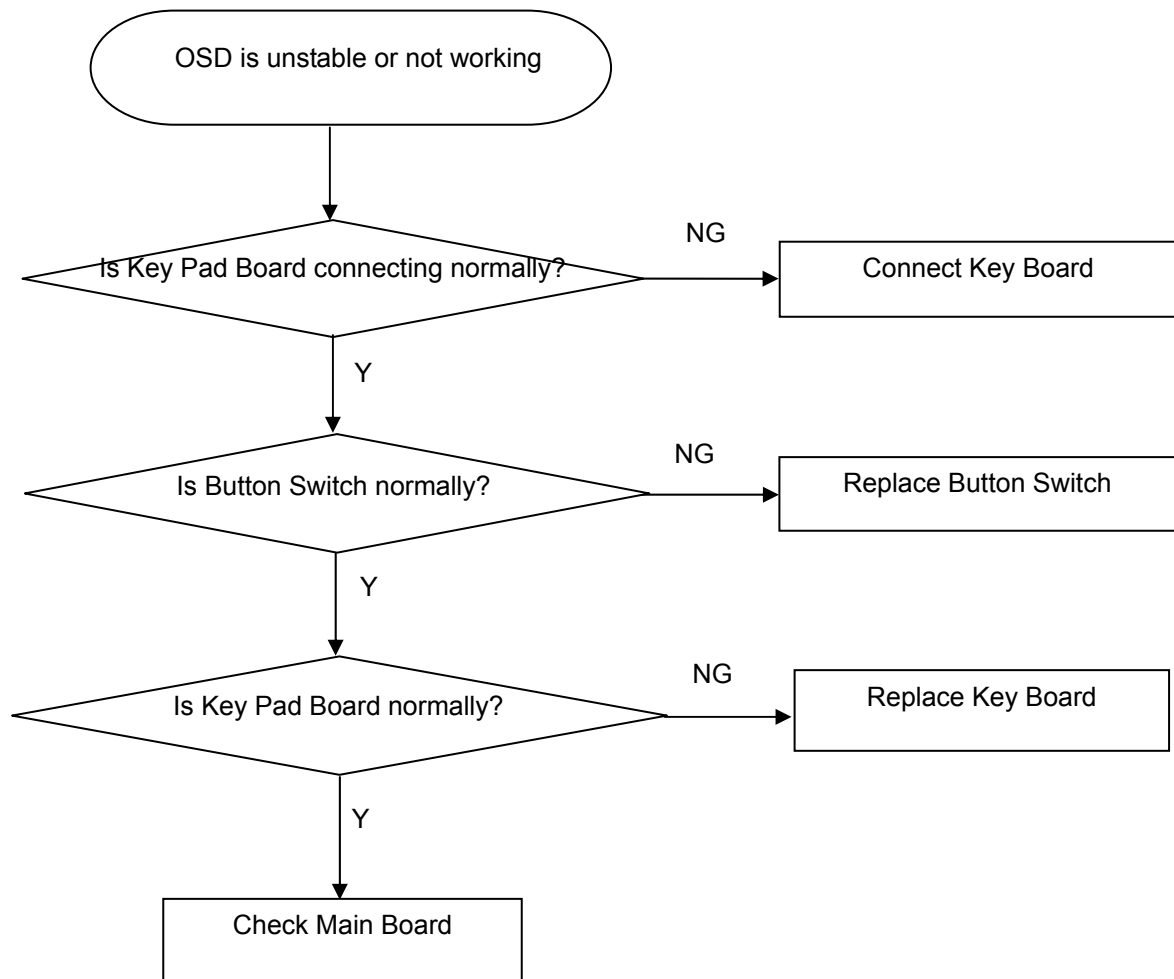 OSD is unstable or not working
NG
Is Key Pad Board connecting normally?
Connect Key Board
Y
NG
Is Button Switch normally?
Replace Button Switch
Y
NG
Is Key Pad Board normally?
Replace Key Board
Y
Check Main Board